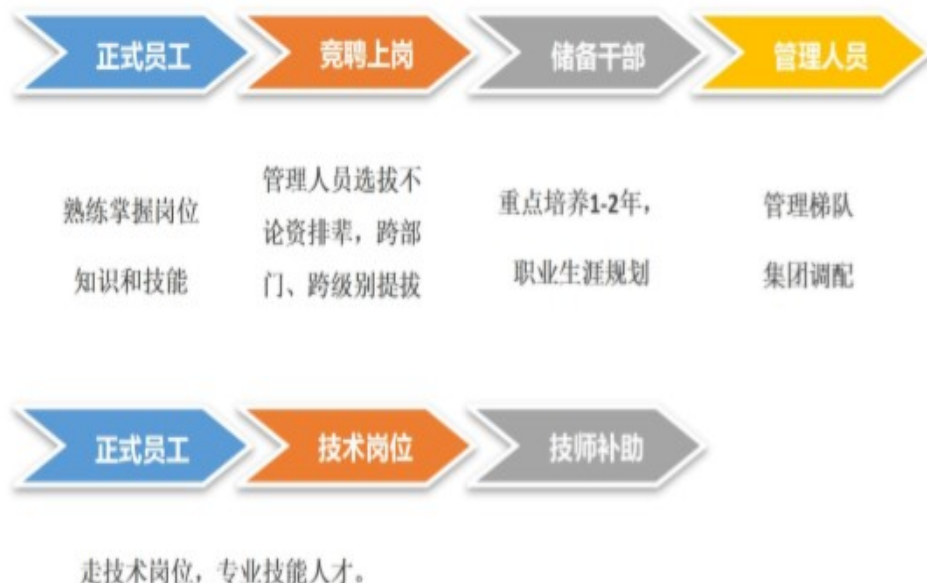 正式员工
竞聘上岗
储备干部
管理人员
熟练掌握岗位
知识和技能
管理人员选拔不
论资排辈，跨部
门、跨级别提拔
重点培养1-2年，
职业生涯规划
管理梯队
集团调配
正式员工
技术岗位
技师补助
走技术岗位，专业技能人才。